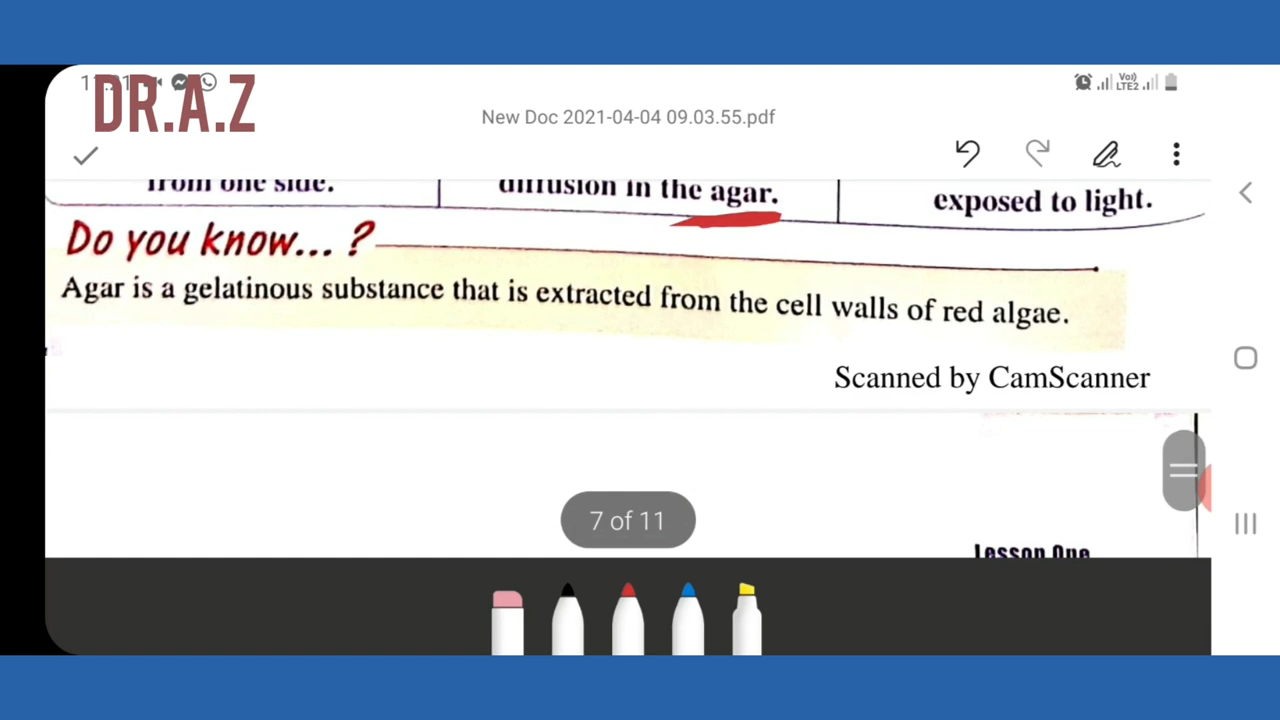 DR.A.Z
New Doc 2021-04-04 09.03.55.pdf
from one side.
diffusion in the agar.
exposed to light.
Do you know... ?
Agar is a gelatinous substance that is extracted from the cell walls of red algae.
Scanned by CamScanner
7 of 11
Lesson One